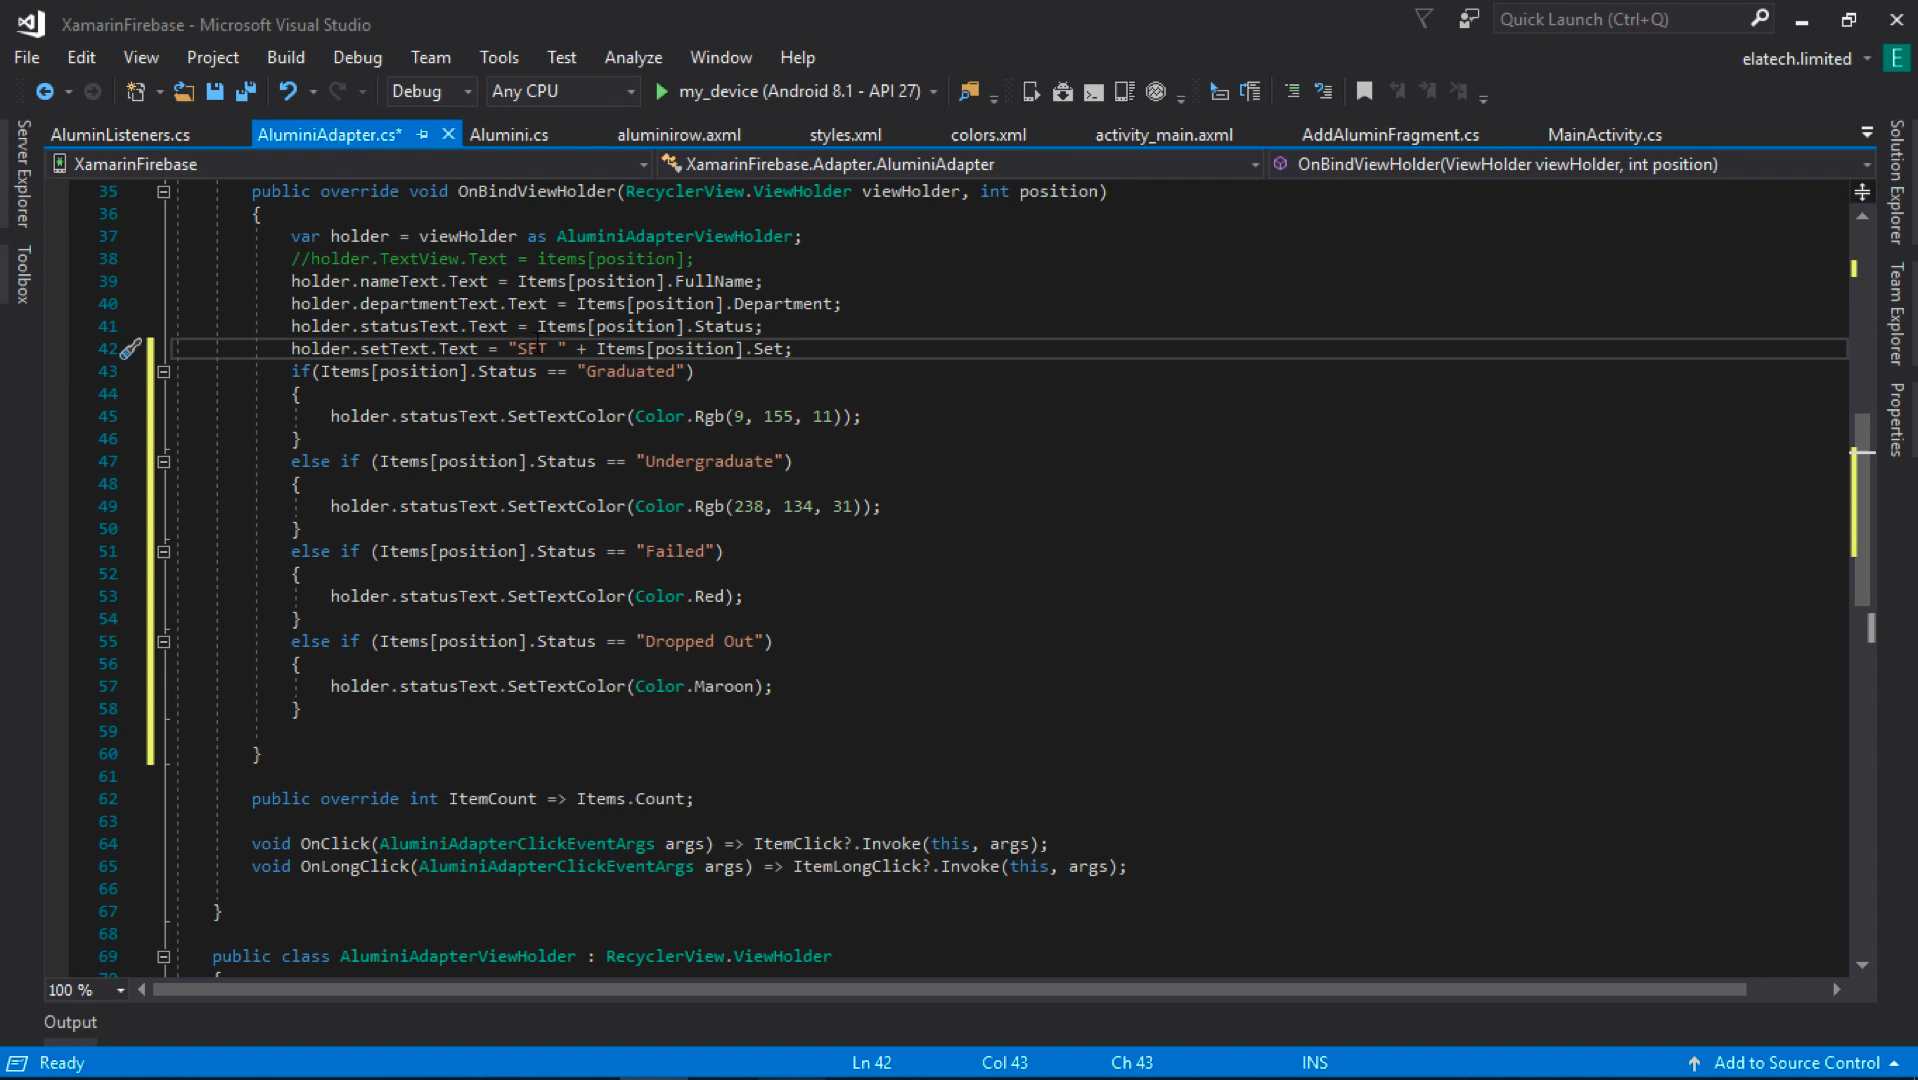 XamarinFirebase - Microsoft Visual Studio
Quick Launch (Ctrl+Q)
File Edit View Project Build Debug Team Tools Test Analyze Window Help
elatech.limited E
Debug Any CPU my_device (Android 8.1 - API 27)
AluminListeners.cs AluminiAdapter.cs* Alumini.cs aluminirow.axml styles.xml colors.xml activity_main.axml AddAluminFragment.cs MainActivity.cs
XamarinFirebase XamarinFirebase.Adapter.AluminiAdapter OnBindViewHolder(ViewHolder viewHolder, int position)
Server Explorer
Toolbox
Solution Explorer
Team Explorer
Properties
35 public override void OnBindViewHolder(RecyclerView.ViewHolder viewHolder, int position)
36 {
37 var holder = viewHolder as AluminiAdapterViewHolder;
38 //holder.TextView.Text = items[position];
39 holder.nameText.Text = Items[position].FullName;
40 holder.departmentText.Text = Items[position].Department;
41 holder.statusText.Text = Items[position].Status;
42 holder.setText.Text = "SET " + Items[position].Set;
43 if(Items[position].Status == "Graduated")
44 {
45 holder.statusText.SetTextColor(Color.Rgb(9, 155, 11));
46 }
47 else if (Items[position].Status == "Undergraduate")
48 {
49 holder.statusText.SetTextColor(Color.Rgb(238, 134, 31));
50 }
51 else if (Items[position].Status == "Failed")
52 {
53 holder.statusText.SetTextColor(Color.Red);
54 }
55 else if (Items[position].Status == "Dropped Out")
56 {
57 holder.statusText.SetTextColor(Color.Maroon);
58 }
59
60 }
61
62 public override int ItemCount => Items.Count;
63
64 void OnClick(AluminiAdapterClickEventArgs args) => ItemClick?.Invoke(this, args);
65 void OnLongClick(AluminiAdapterClickEventArgs args) => ItemLongClick?.Invoke(this, args);
66
67 }
68
69 public class AluminiAdapterViewHolder : RecyclerView.ViewHolder
70 {
100 %
Output
Ready Ln 42 Col 43 Ch 43 INS Add to Source Control